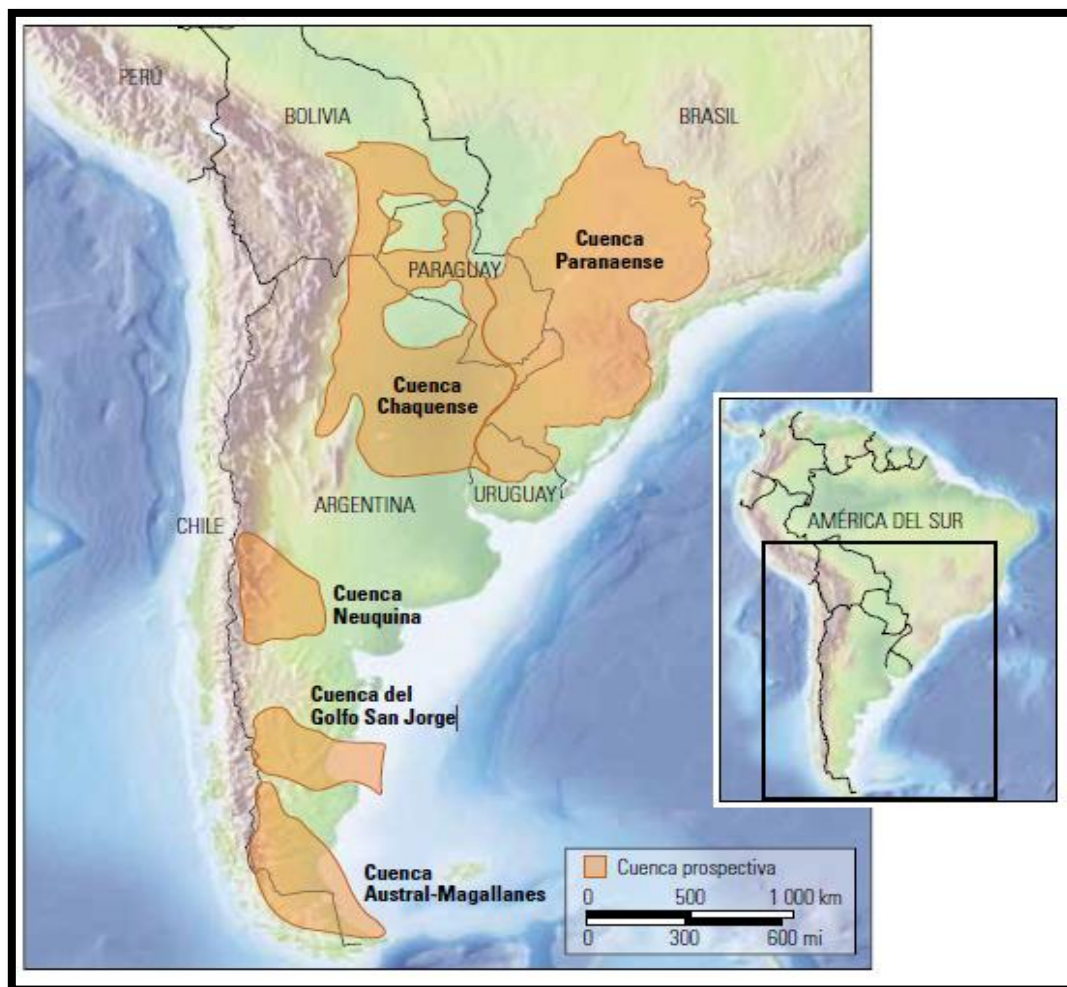 PERÚ
BOLIVIA
BRASIL
Cuenca
Paranaense
PARAGUAY
Cuenca
Chaquense
ARGENTINA
URUGUAY
CHILE
AMÉRICA DEL SUR
Cuenca
Neuquina
Cuenca del
Golfo San Jorge
Cuenca
Austral-Magallanes
Cuenca prospectiva
0 500 1 000 km
0 300 600 mi